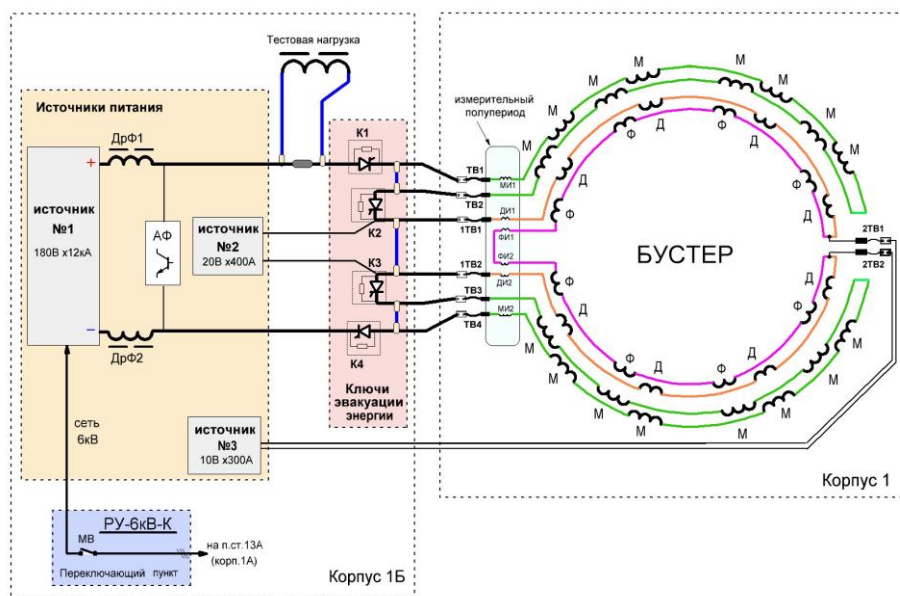 Тестовая нагрузка
Источники питания
ДрФ1
+
источник
№1
180В х12кА
АФ
источник
№2
20В х400А
–
ДрФ2
сеть
6кВ
источник
№3
10В х300А
К1
К2
К3
К4
Ключи
эвакуации
энергии
РУ-6кВ-К
МВ
на п.ст.13А
(корп.1А)
Переключающий пункт
Корпус 1Б
измерительный
полупериод
ТВ1
ТВ2
1ТВ1
1ТВ2
ТВ3
ТВ4
МИ1
ДИ1
ФИ1
ФИ2
ДИ2
МИ2
М
М
М
М
М
М
М
М
Ф
Д
Ф
Д
Ф
Д
Ф
Д
Д
БУСТЕР
2ТВ1
2ТВ2
Д
Д
Ф
Ф
Д
Д
Ф
Д
Ф
М
М
М
М
М
М
М
М
Корпус 1